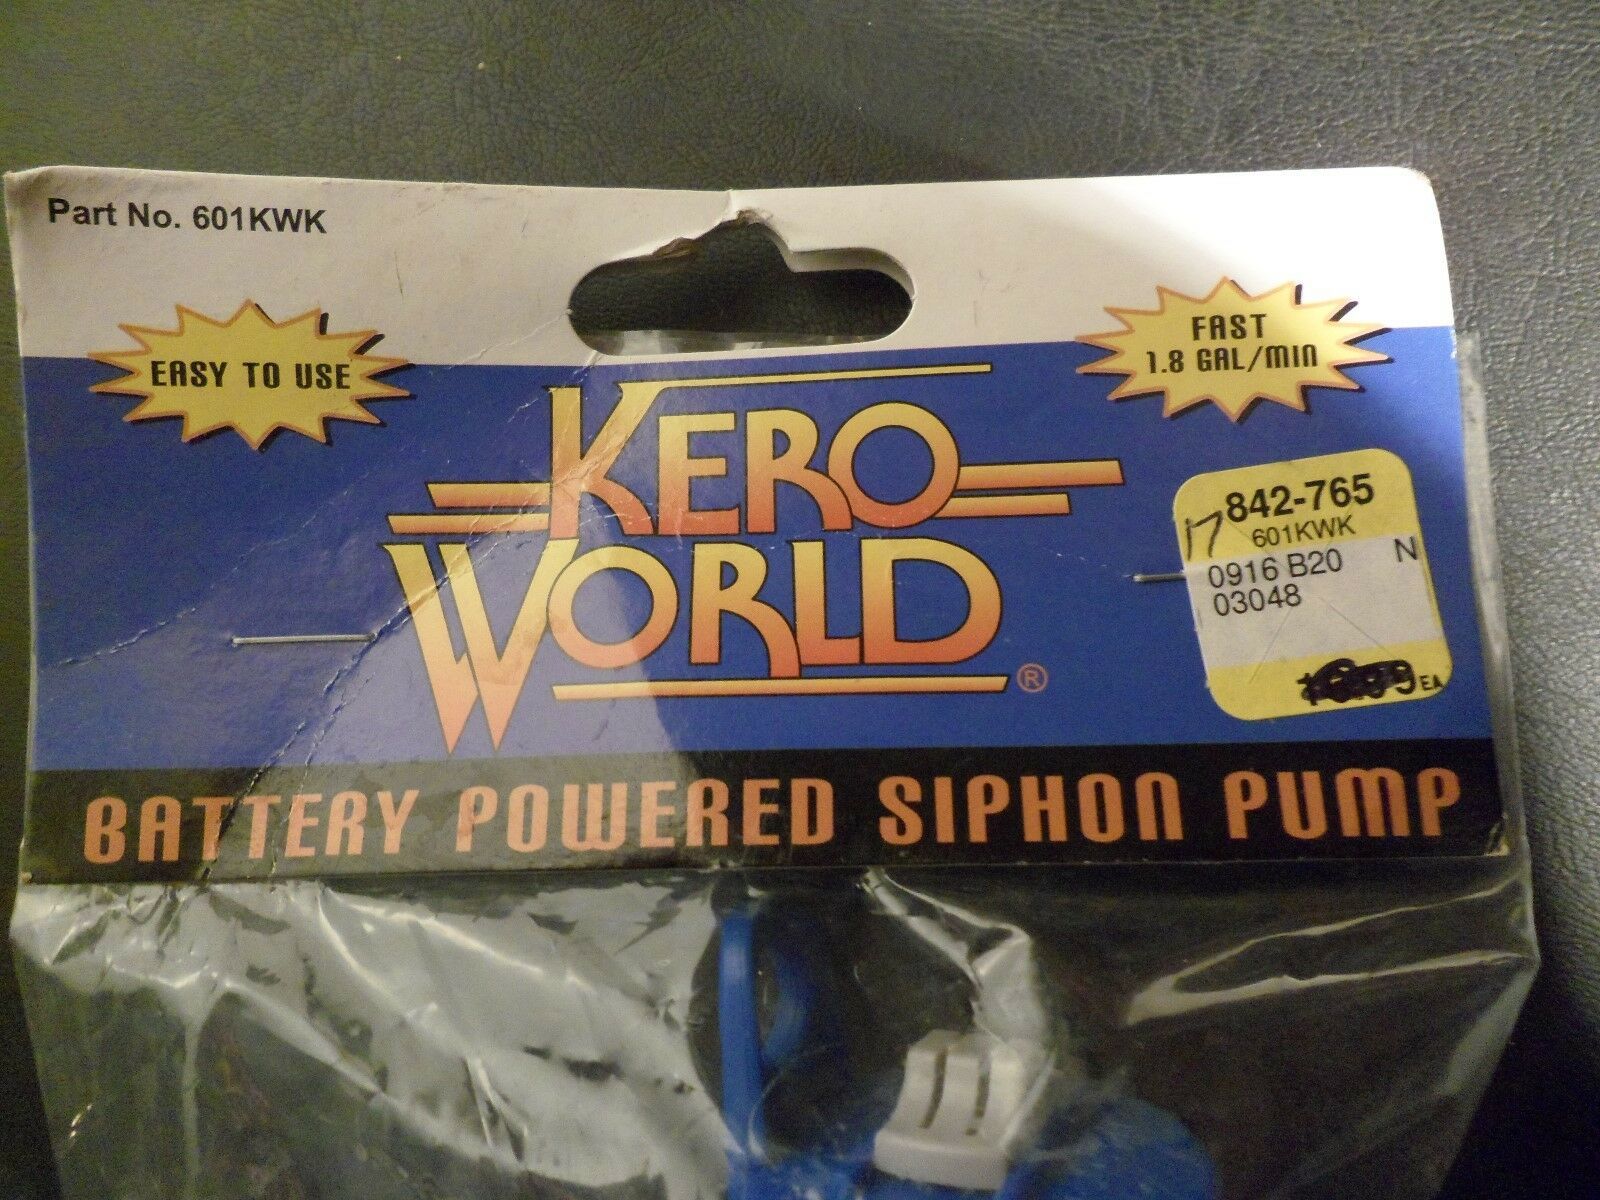 Part No. 601KWK
EASY TO USE
FAST
1.8 GAL/MIN
KERO
WORLD ®
842-765
17
601KWK
0916 B20 N
03048
EA
BATTERY POWERED SIPHON PUMP